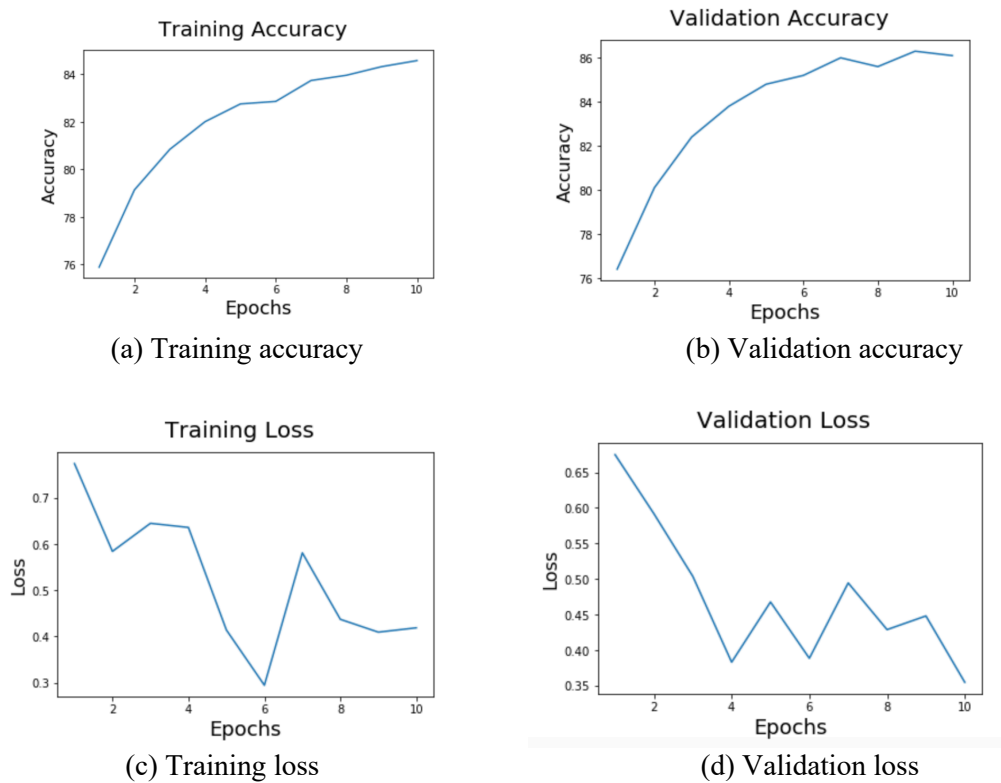 Training Accuracy
Accuracy
84
82
80
78
76
2 4 6 8 10
Epochs
(a) Training accuracy
Validation Accuracy
Accuracy
86
84
82
80
78
76
2 4 6 8 10
Epochs
(b) Validation accuracy
Training Loss
Loss
0.7
0.6
0.5
0.4
0.3
2 4 6 8 10
Epochs
(c) Training loss
Validation Loss
Loss
0.65
0.60
0.55
0.50
0.45
0.40
0.35
2 4 6 8 10
Epochs
(d) Validation loss